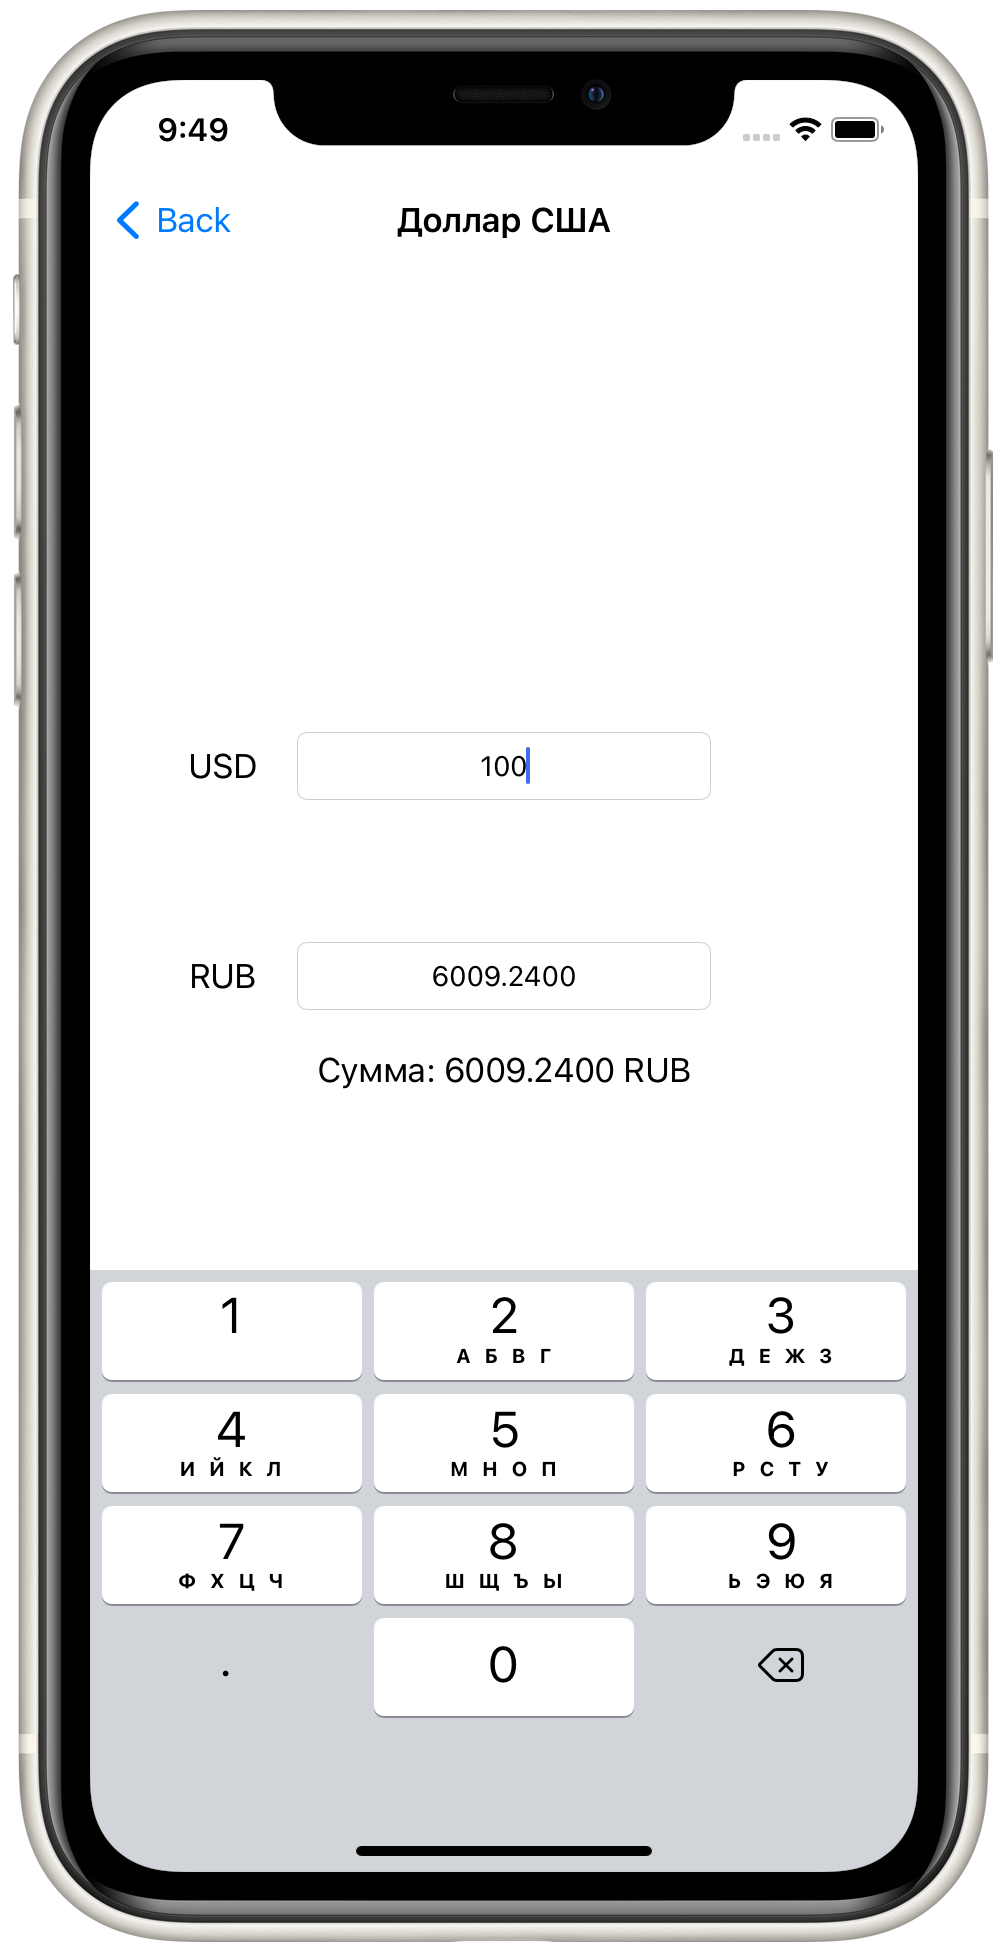 9:49
Back
Доллар США
USD
100
RUB
6009.2400
Сумма: 6009.2400 RUB
1
2
3
А Б В Г
Д Е Ж З
4
5
6
И Й К Л
М Н О П
Р С Т У
7
8
9
Ф Х Ц Ч
Ш Щ Ъ Ы
Ь Э Ю Я
.
0